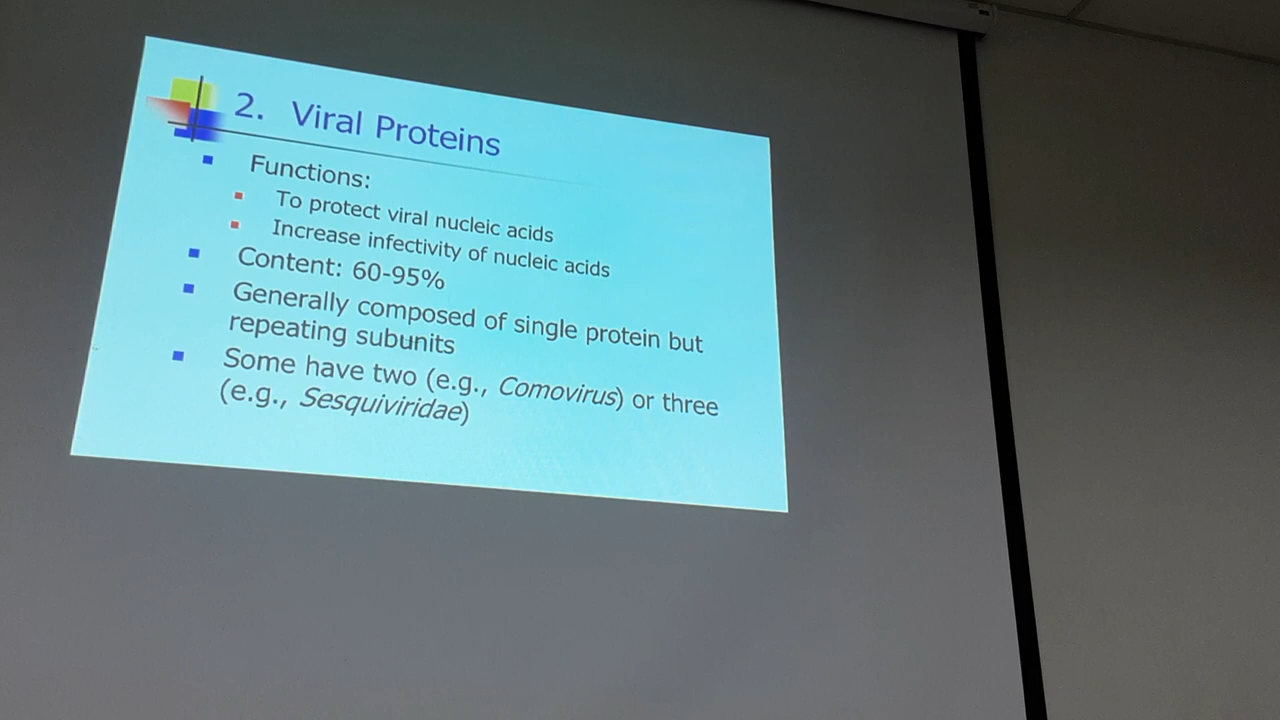 2. Viral Proteins
Functions:
To protect viral nucleic acids
Increase infectivity of nucleic acids
Content: 60-95%
Generally composed of single protein but
repeating subunits
Some have two (e.g., Comovirus) or three
(e.g., Sesquiviridae)